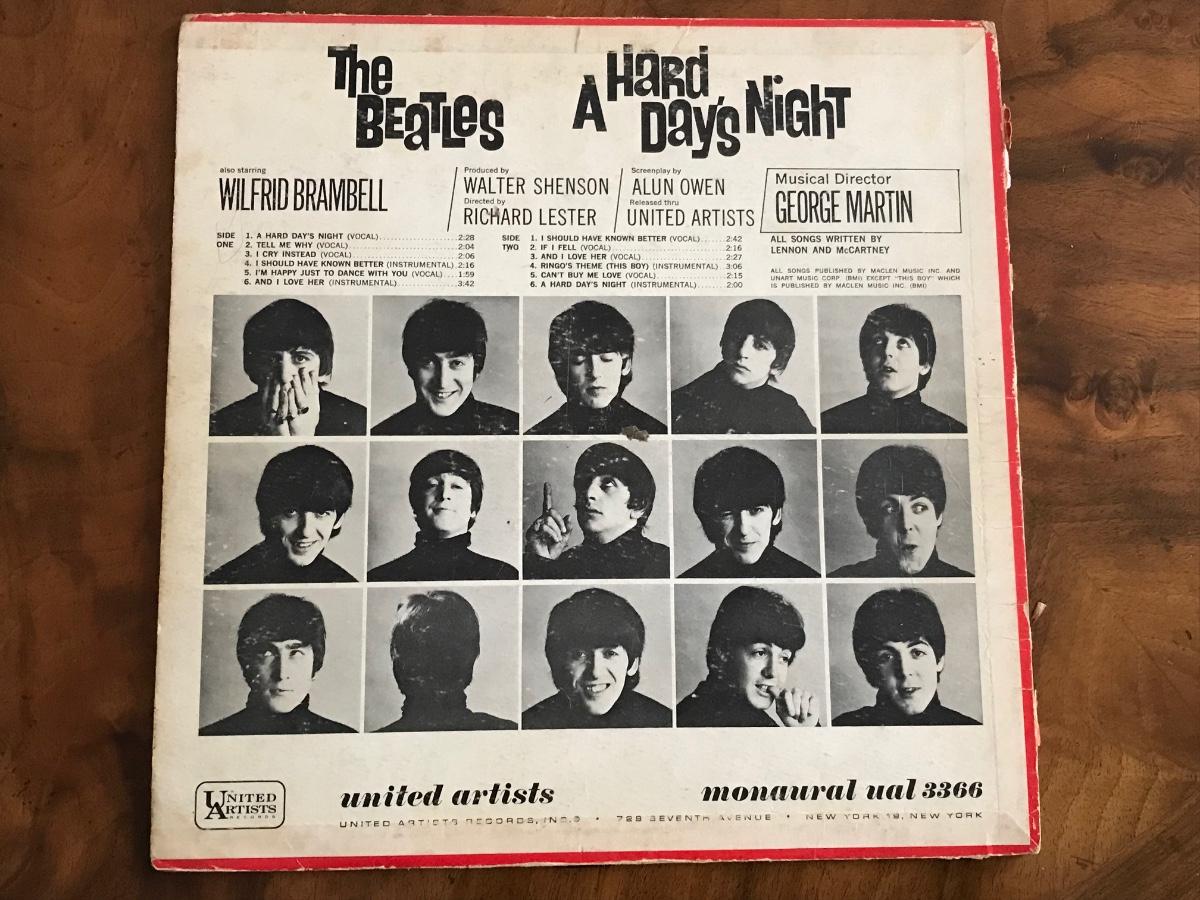 The BEATLES
A HARD DAY'S NIGHT
also starring
WILFRID BRAMBELL
Produced by
WALTER SHENSON
Directed by
RICHARD LESTER
Screenplay by
ALUN OWEN
Released thru
UNITED ARTISTS
Musical Director
GEORGE MARTIN
SIDE ONE
1. A HARD DAY'S NIGHT (VOCAL) 2:28
2. TELL ME WHY (VOCAL) 2:04
3. I CRY INSTEAD (VOCAL) 2:06
4. I SHOULD HAVE KNOWN BETTER (INSTRUMENTAL) 2:16
5. I'M HAPPY JUST TO DANCE WITH YOU (VOCAL) 1:59
6. AND I LOVE HER (INSTRUMENTAL) 3:42
SIDE TWO
1. I SHOULD HAVE KNOWN BETTER (VOCAL) 2:42
2. IF I FELL (VOCAL) 2:16
3. AND I LOVE HER (VOCAL) 2:27
4. RINGO'S THEME (THIS BOY) (INSTRUMENTAL) 3:06
5. CAN'T BUY ME LOVE (VOCAL) 2:15
6. A HARD DAY'S NIGHT (INSTRUMENTAL) 2:00
ALL SONGS WRITTEN BY
LENNON AND McCARTNEY
ALL SONGS PUBLISHED BY MACLEN MUSIC INC. AND
UNART MUSIC CORP (BMI) EXCEPT "THIS BOY" WHICH
IS PUBLISHED BY MACLEN MUSIC INC. (BMI)
UNITED
ARTISTS
RECORDS
united artists
monaural ual 3366
UNITED ARTISTS RECORDS, INC. • 729 SEVENTH AVENUE • NEW YORK 19, NEW YORK